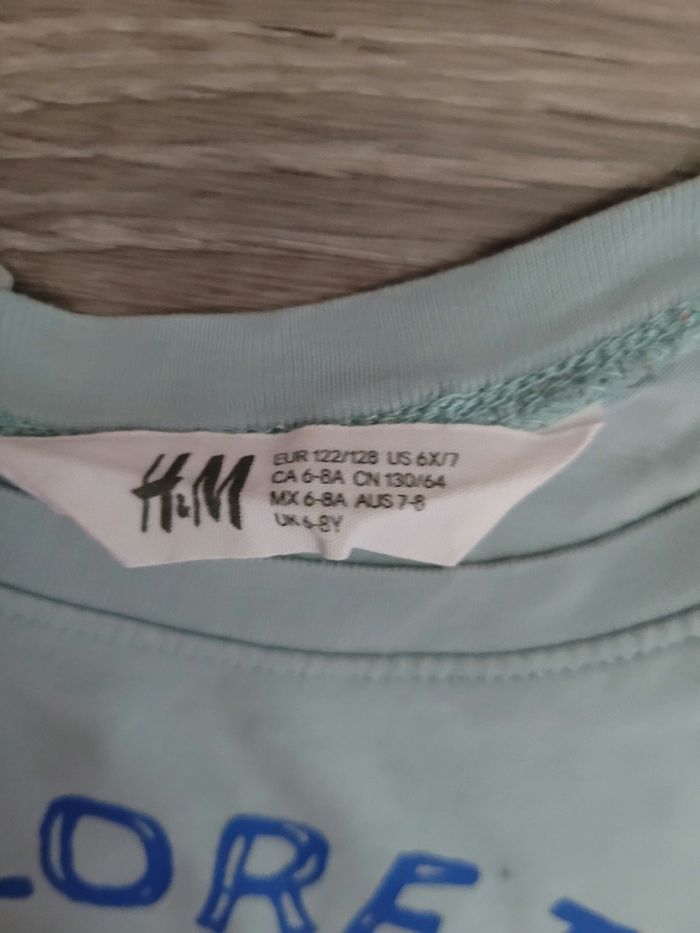 H&M
EUR 122/128 US 6X/7
CA 6-8A CN 130/64
MX 6-8A AUS 7-8
UK 6-8Y
LORE